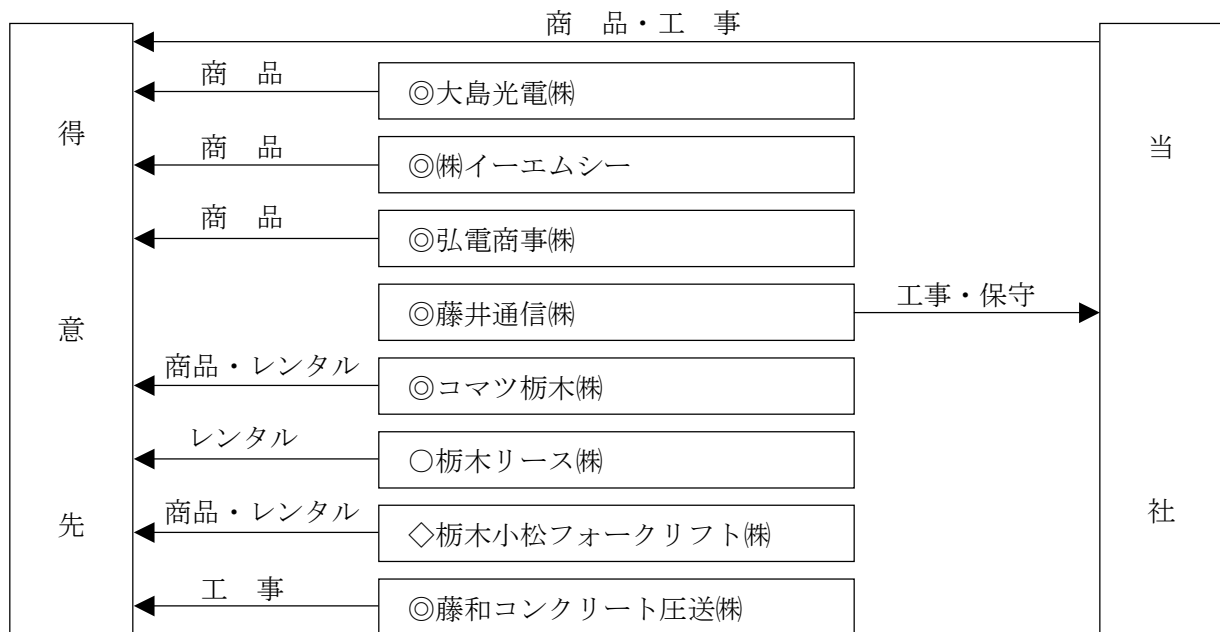 商　品・工　事
商　品
◎大島光電㈱
商　品
◎㈱イーエムシー
商　品
◎弘電商事㈱
◎藤井通信㈱
工事・保守
商品・レンタル
◎コマツ栃木㈱
レンタル
○栃木リース㈱
商品・レンタル
◇栃木小松フォークリフト㈱
工　事
◎藤和コンクリート圧送㈱
得意先
当社